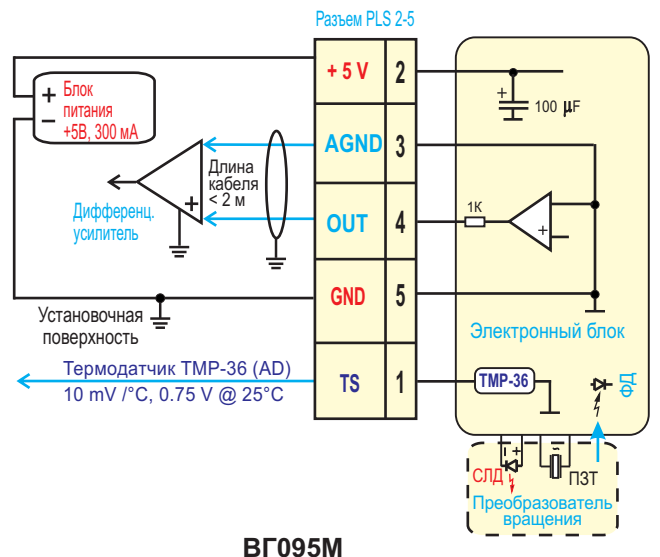 Разъем PLS 2-5
+ 5 V 2
AGND 3
OUT 4
GND 5
TS 1
+ Блок
– питания
+5В, 300 мА
Длина
кабеля
< 2 м
+
Дифференц.
усилитель
Установочная
поверхность
Термодатчик TMP-36 (AD)
10 mV /°C, 0.75 V @ 25°C
+
100 µF
1K
+
Электронный блок
TMP-36
ФД
– +
СЛД
~
ПЗТ
Преобразователь
вращения
ВГ095М